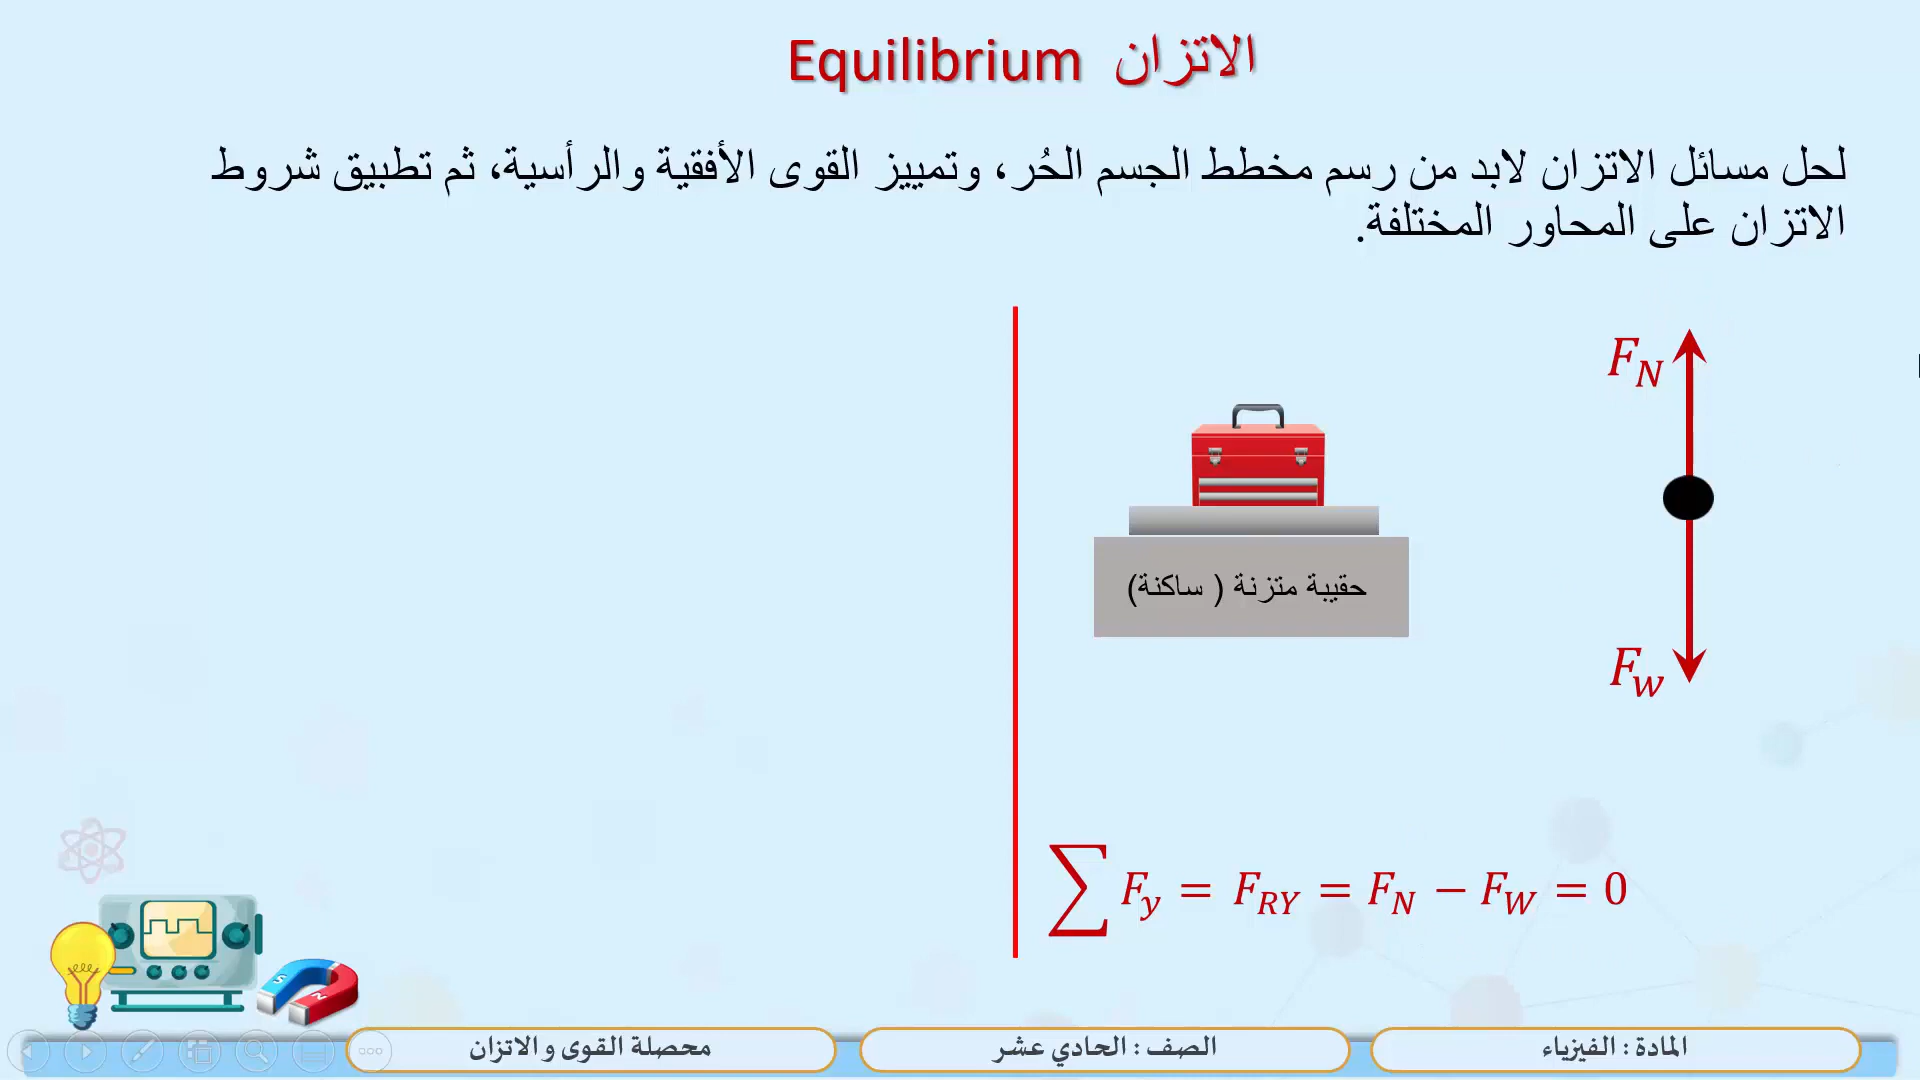 الاتزان Equilibrium
لحل مسائل الاتزان لابد من رسم مخطط الجسم الحُر، وتمييز القوى الأفقية والرأسية، ثم تطبيق شروط
الاتزان على المحاور المختلفة.
F_N
حقيبة متزنة ( ساكنة)
F_w
∑ F_y = F_RY = F_N − F_W = 0
S
N
المادة : الفيزياء
الصف : الحادي عشر
محصلة القوى و الاتزان